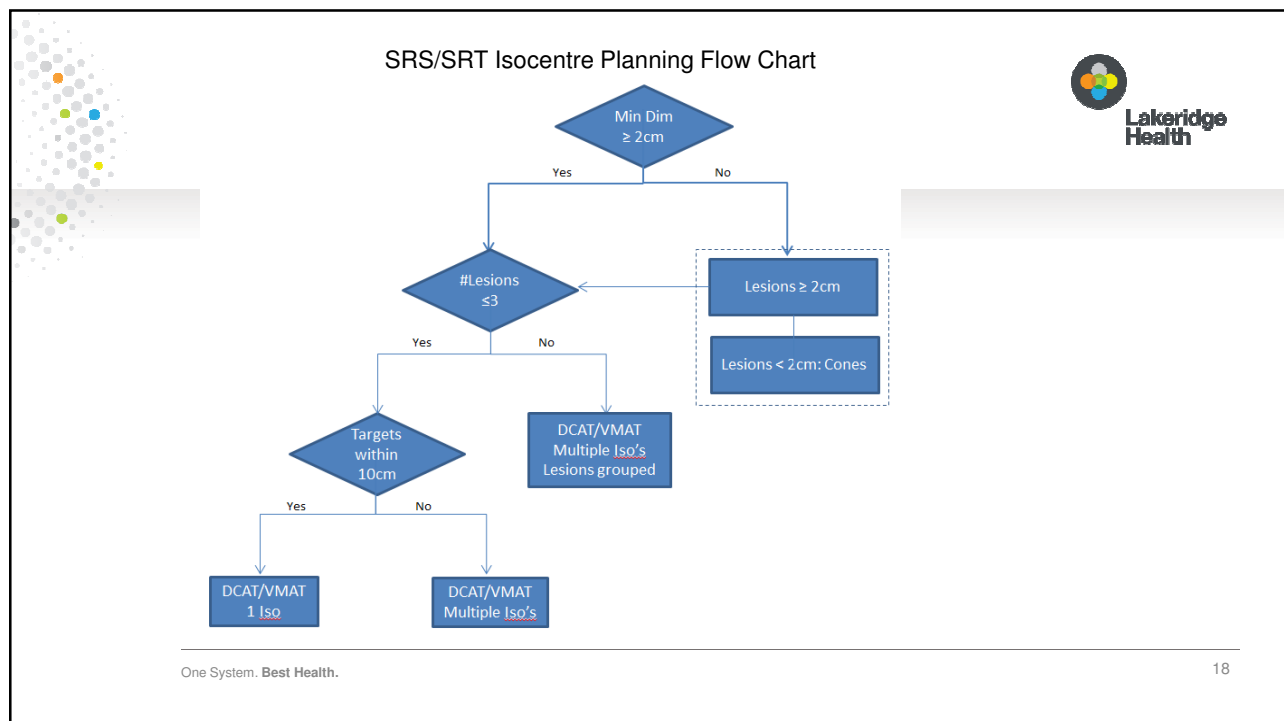 SRS/SRT Isocentre Planning Flow Chart
Lakeridge
Health
Min Dim
≥ 2cm
Yes
No
#Lesions
≤3
Lesions ≥ 2cm
Lesions < 2cm: Cones
Yes
No
Targets
within
10cm
DCAT/VMAT
Multiple Iso's
Lesions grouped
Yes
No
DCAT/VMAT
1 Iso
DCAT/VMAT
Multiple Iso's
One System. Best Health.
18